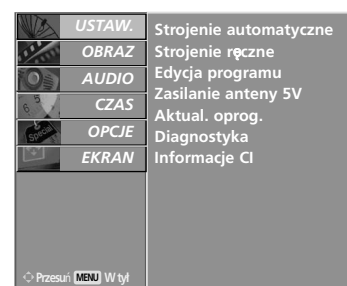 USTAW.
OBRAZ
AUDIO
CZAS
OPCJE
EKRAN
Strojenie automatyczne
Strojenie ręczne
Edycja programu
Zasilanie anteny 5V
Aktual. oprog.
Diagnostyka
Informacje CI
Przesuń MENU W tył